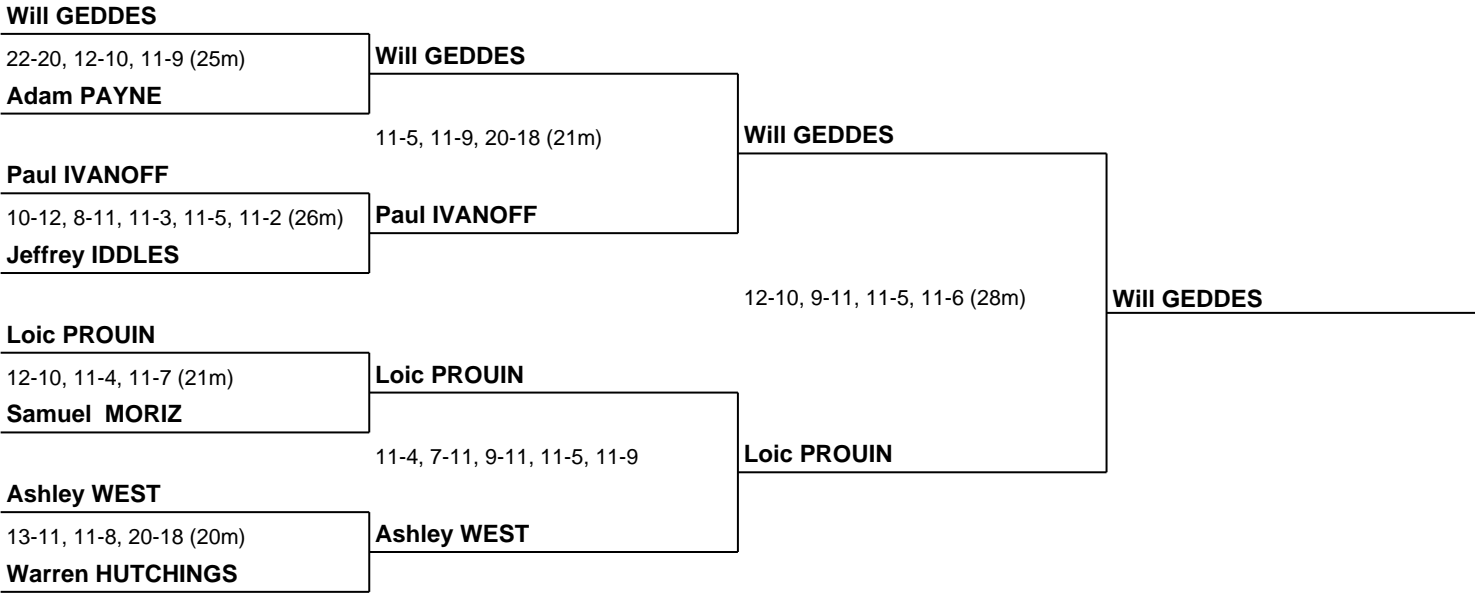 Will GEDDES
22-20, 12-10, 11-9 (25m)
Will GEDDES
Adam PAYNE
11-5, 11-9, 20-18 (21m)
Will GEDDES
Paul IVANOFF
10-12, 8-11, 11-3, 11-5, 11-2 (26m)
Paul IVANOFF
Jeffrey IDDLES
12-10, 9-11, 11-5, 11-6 (28m)
Will GEDDES
Loic PROUIN
12-10, 11-4, 11-7 (21m)
Loic PROUIN
Samuel  MORIZ
11-4, 7-11, 9-11, 11-5, 11-9
Loic PROUIN
Ashley WEST
13-11, 11-8, 20-18 (20m)
Ashley WEST
Warren HUTCHINGS